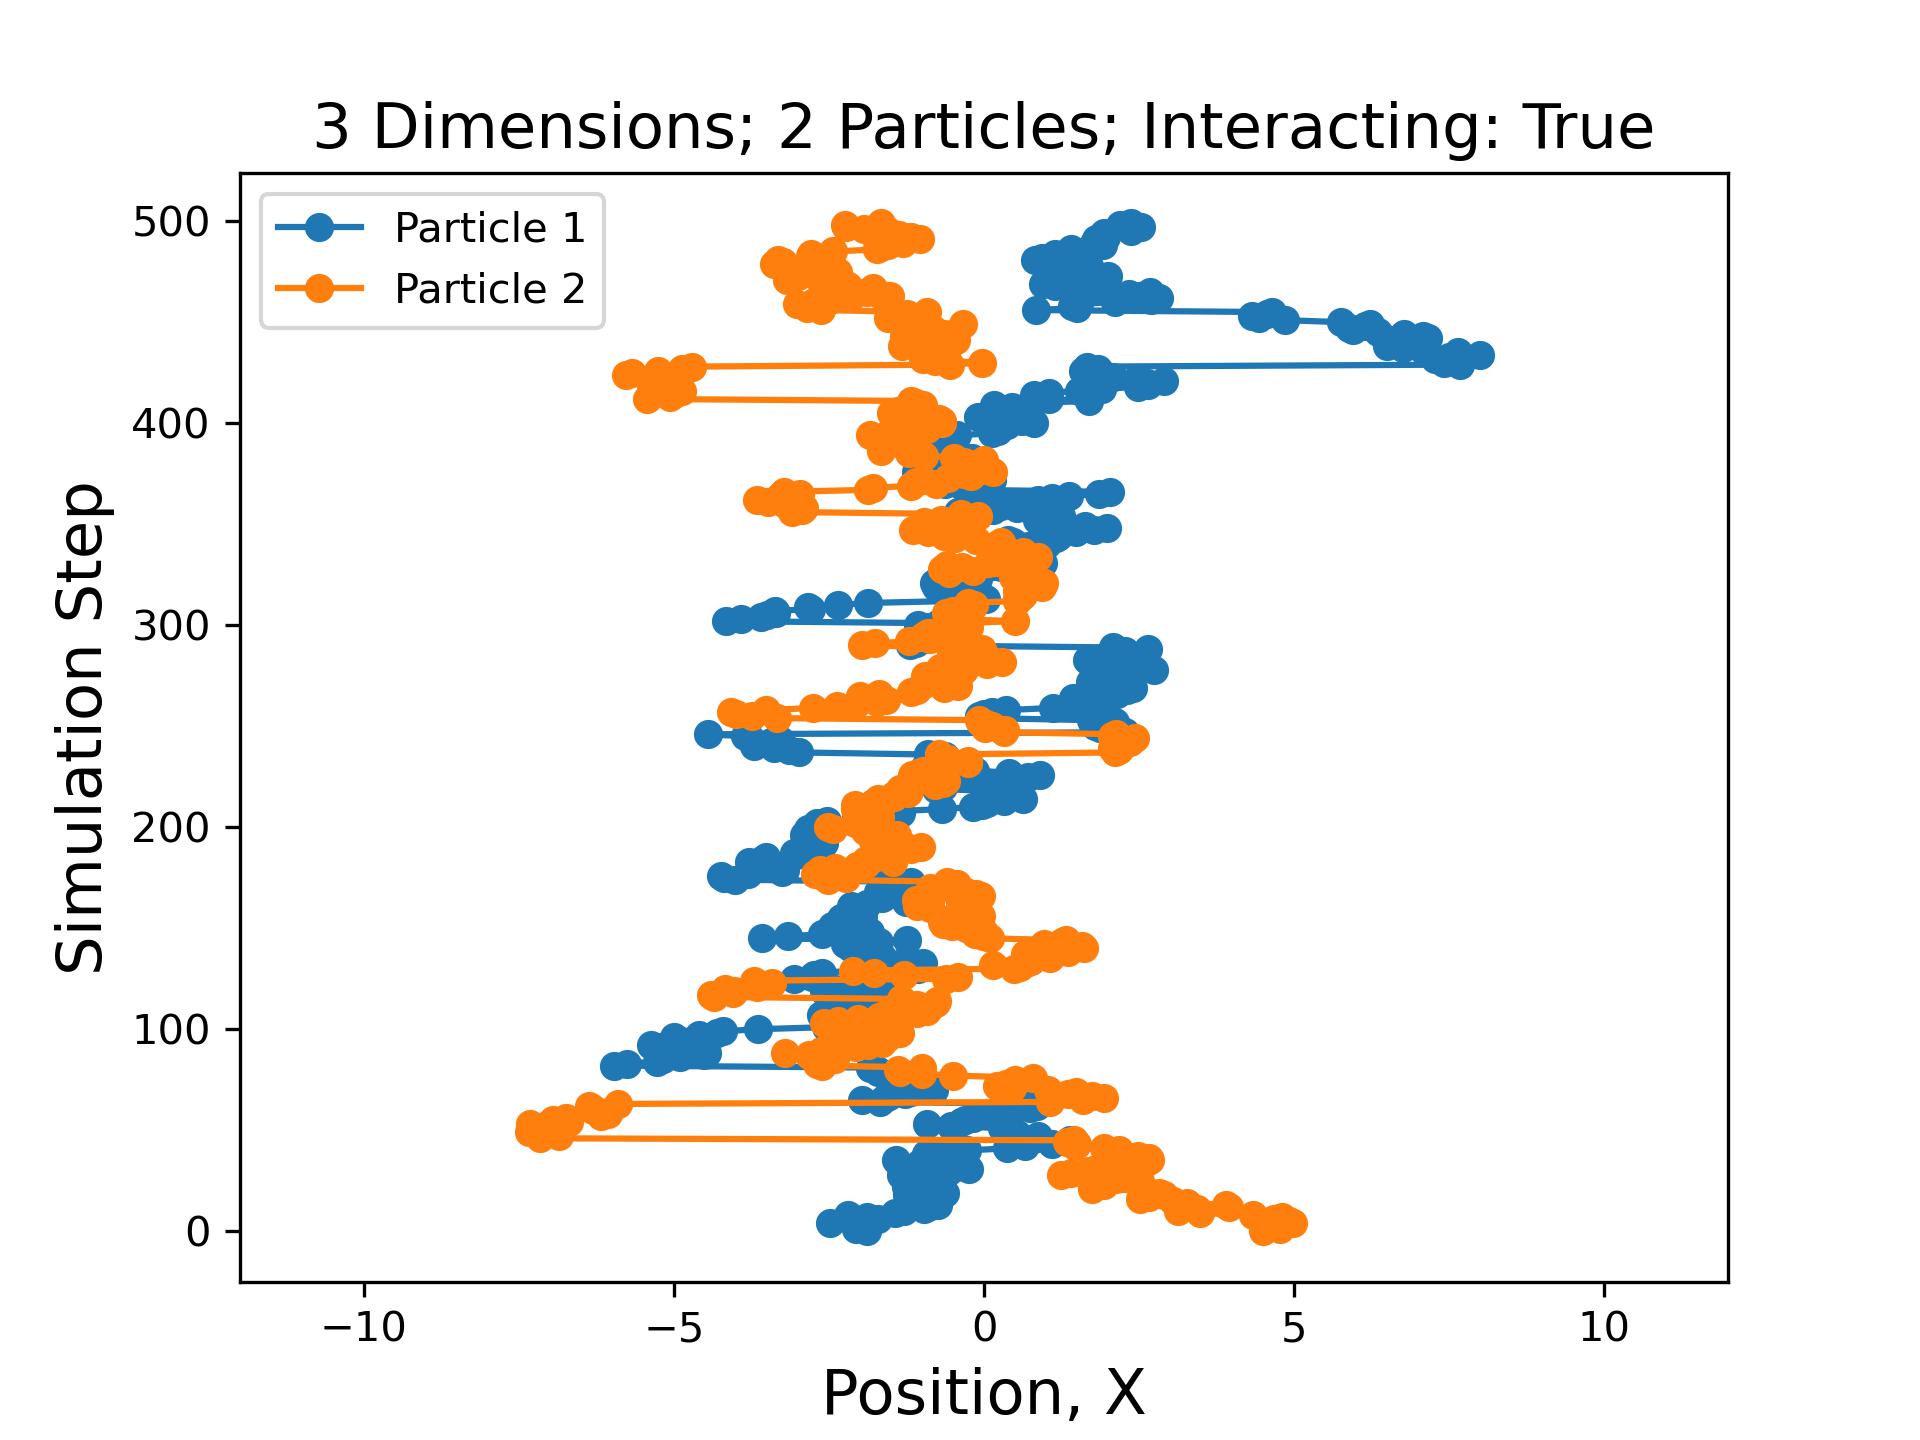 3 Dimensions; 2 Particles; Interacting: True
Particle 1
Particle 2
500
400
300
200
100
0
Simulation Step
−10
−5
0
5
10
Position, X